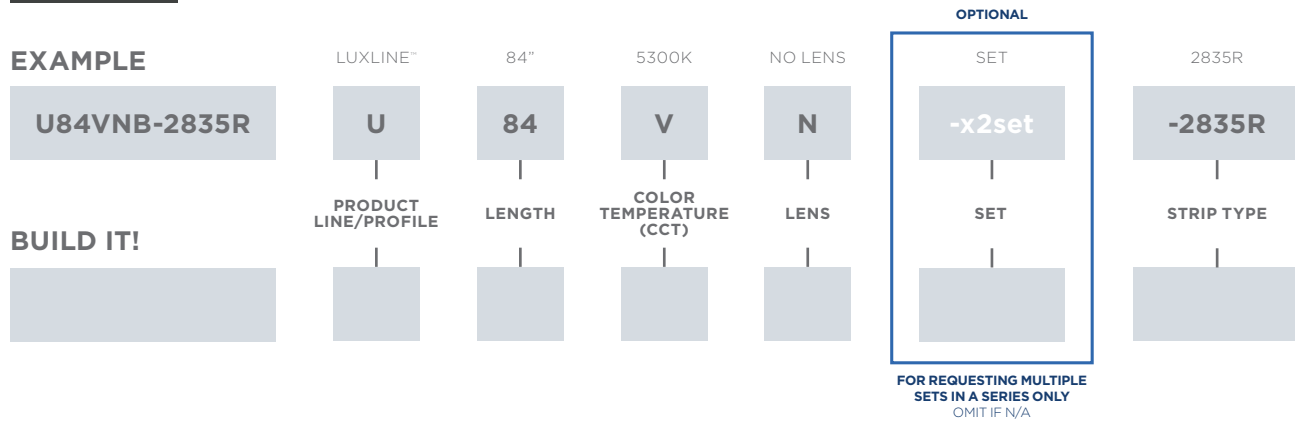 OPTIONAL
EXAMPLE
LUXLINE™
84”
5300K
NO LENS
SET
2835R
U84VNB-2835R
U
84
V
N
-x2set
-2835R
PRODUCT
LINE/PROFILE
LENGTH
COLOR
TEMPERATURE
(CCT)
LENS
SET
STRIP TYPE
BUILD IT!
FOR REQUESTING MULTIPLE
SETS IN A SERIES ONLY
OMIT IF N/A